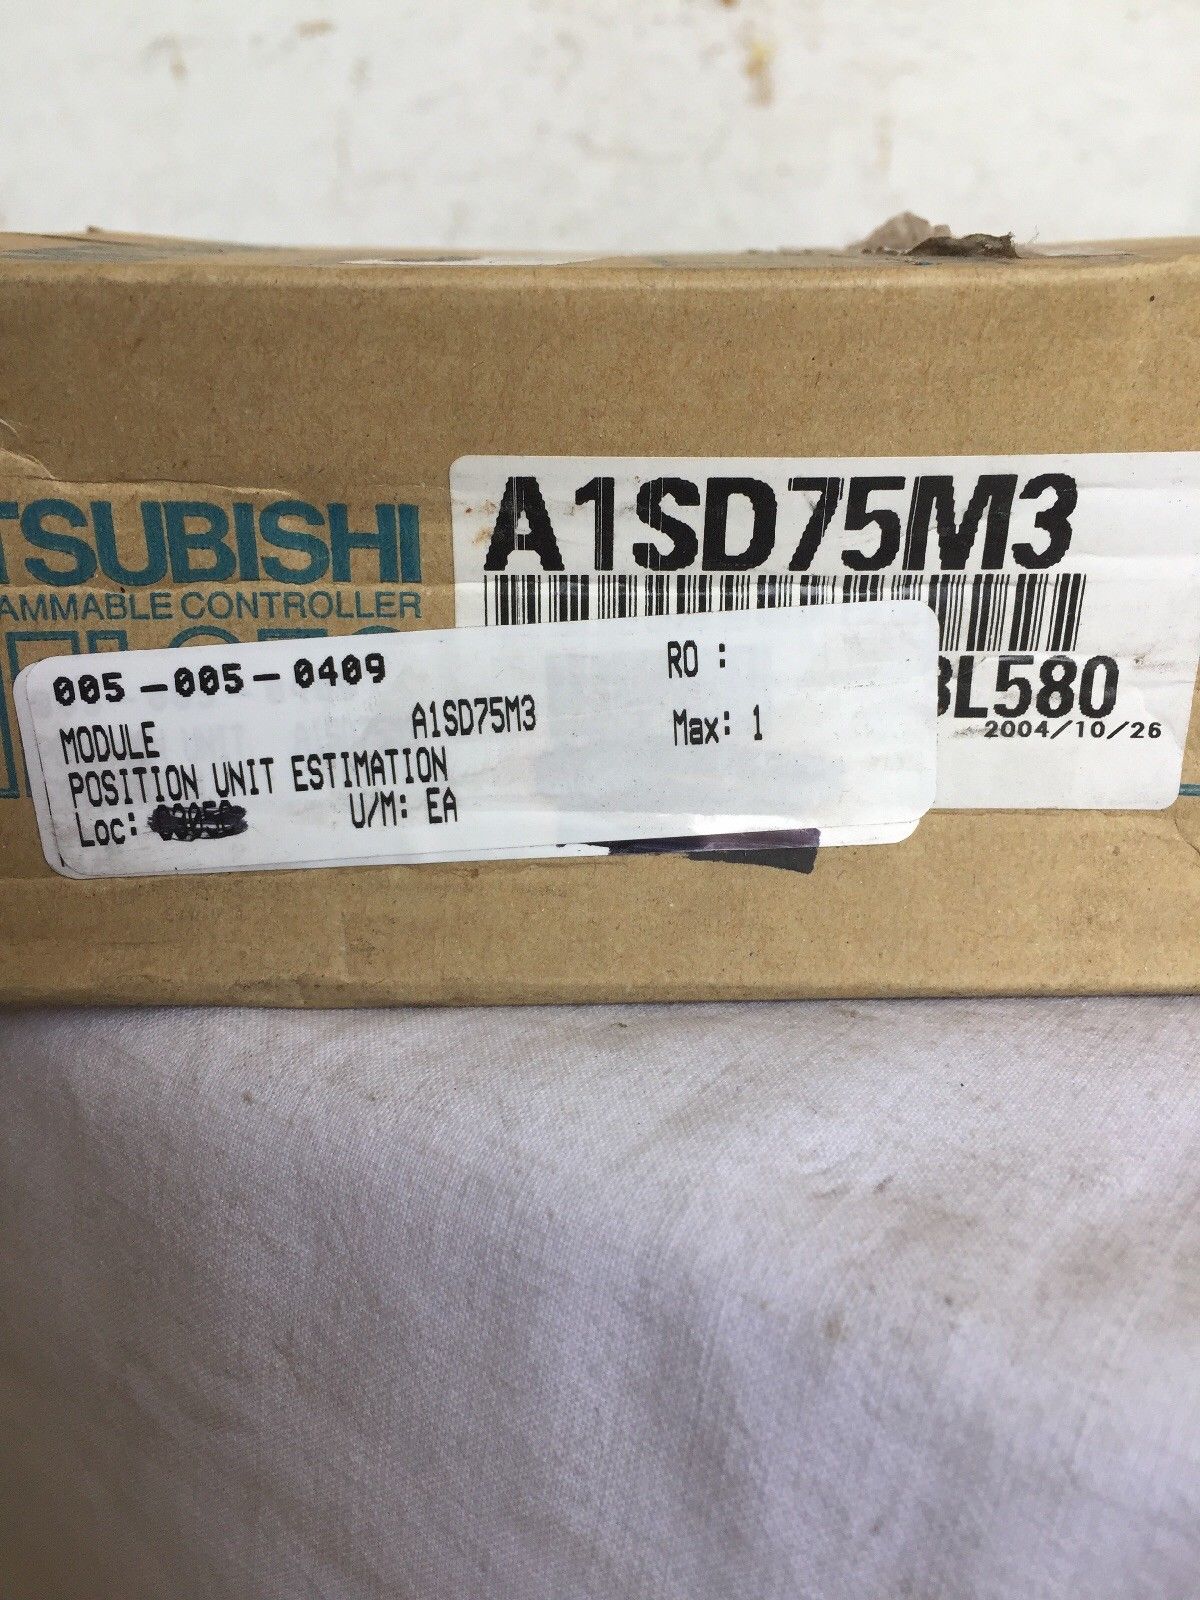 A1SD75M3
TSUBISHI
AMMABLE CONTROLLER
3L580
2004/10/26
005-005-0409
RO :
MODULE A1SD75M3
Max: 1
POSITION UNIT ESTIMATION
Loc: U/M: EA